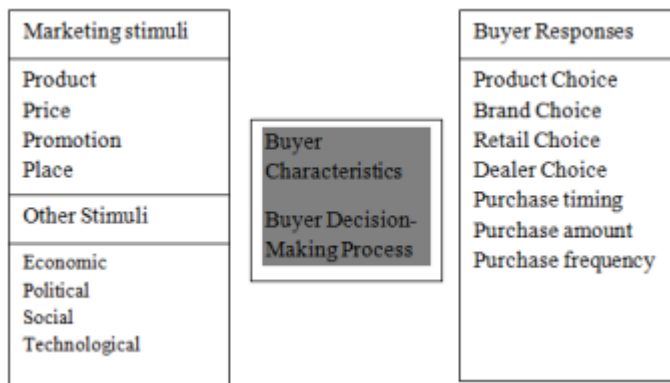 Marketing stimuli
Product
Price
Promotion
Place
Other Stimuli
Economic
Political
Social
Technological
Buyer
Characteristics
Buyer Decision-
Making Process
Buyer Responses
Product Choice
Brand Choice
Retail Choice
Dealer Choice
Purchase timing
Purchase amount
Purchase frequency